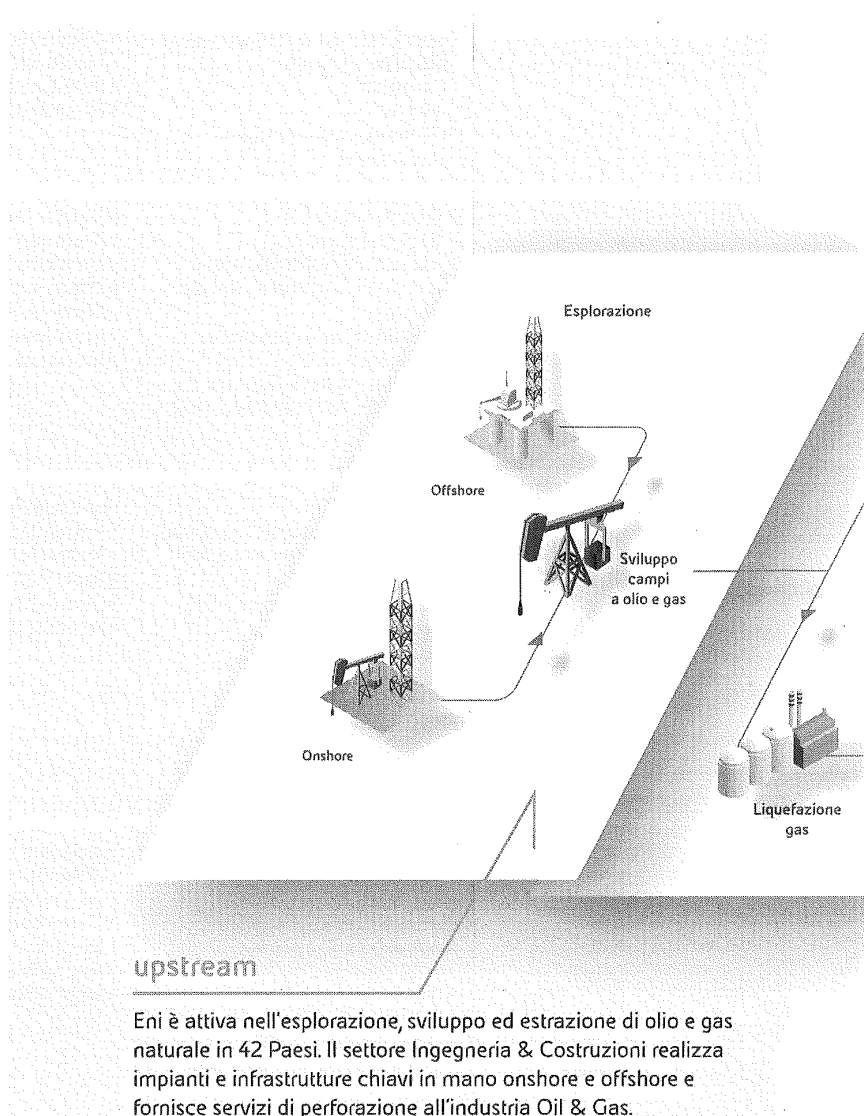 Esplorazione
Offshore
Sviluppo
campi
a olio e gas
Onshore
Liquefazione
gas
upstream
Eni è attiva nell'esplorazione, sviluppo ed estrazione di olio e gas
naturale in 42 Paesi. Il settore Ingegneria & Costruzioni realizza
impianti e infrastrutture chiavi in mano onshore e offshore e
fornisce servizi di perforazione all'industria Oil & Gas.